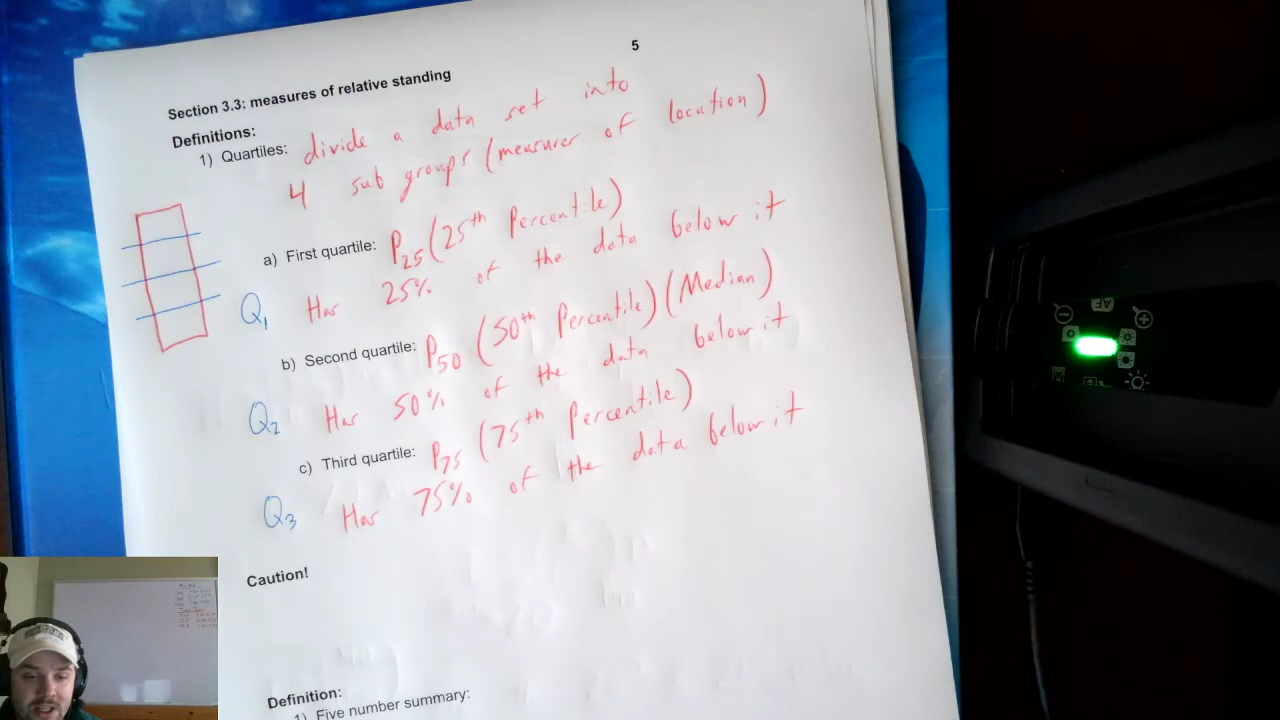 5
Section 3.3: measures of relative standing
Definitions:
1) Quartiles: divide a data set into
4 sub groups (measures of location)
a) First quartile: P25 (25th Percentile)
Q1 Has 25% of the data below it
b) Second quartile: P50 (50th Percentile) (Median)
Q2 Has 50% of the data below it
c) Third quartile: P75 (75th Percentile)
Q3 Has 75% of the data below it
Caution!
Definition:
1) Five number summary:
AF